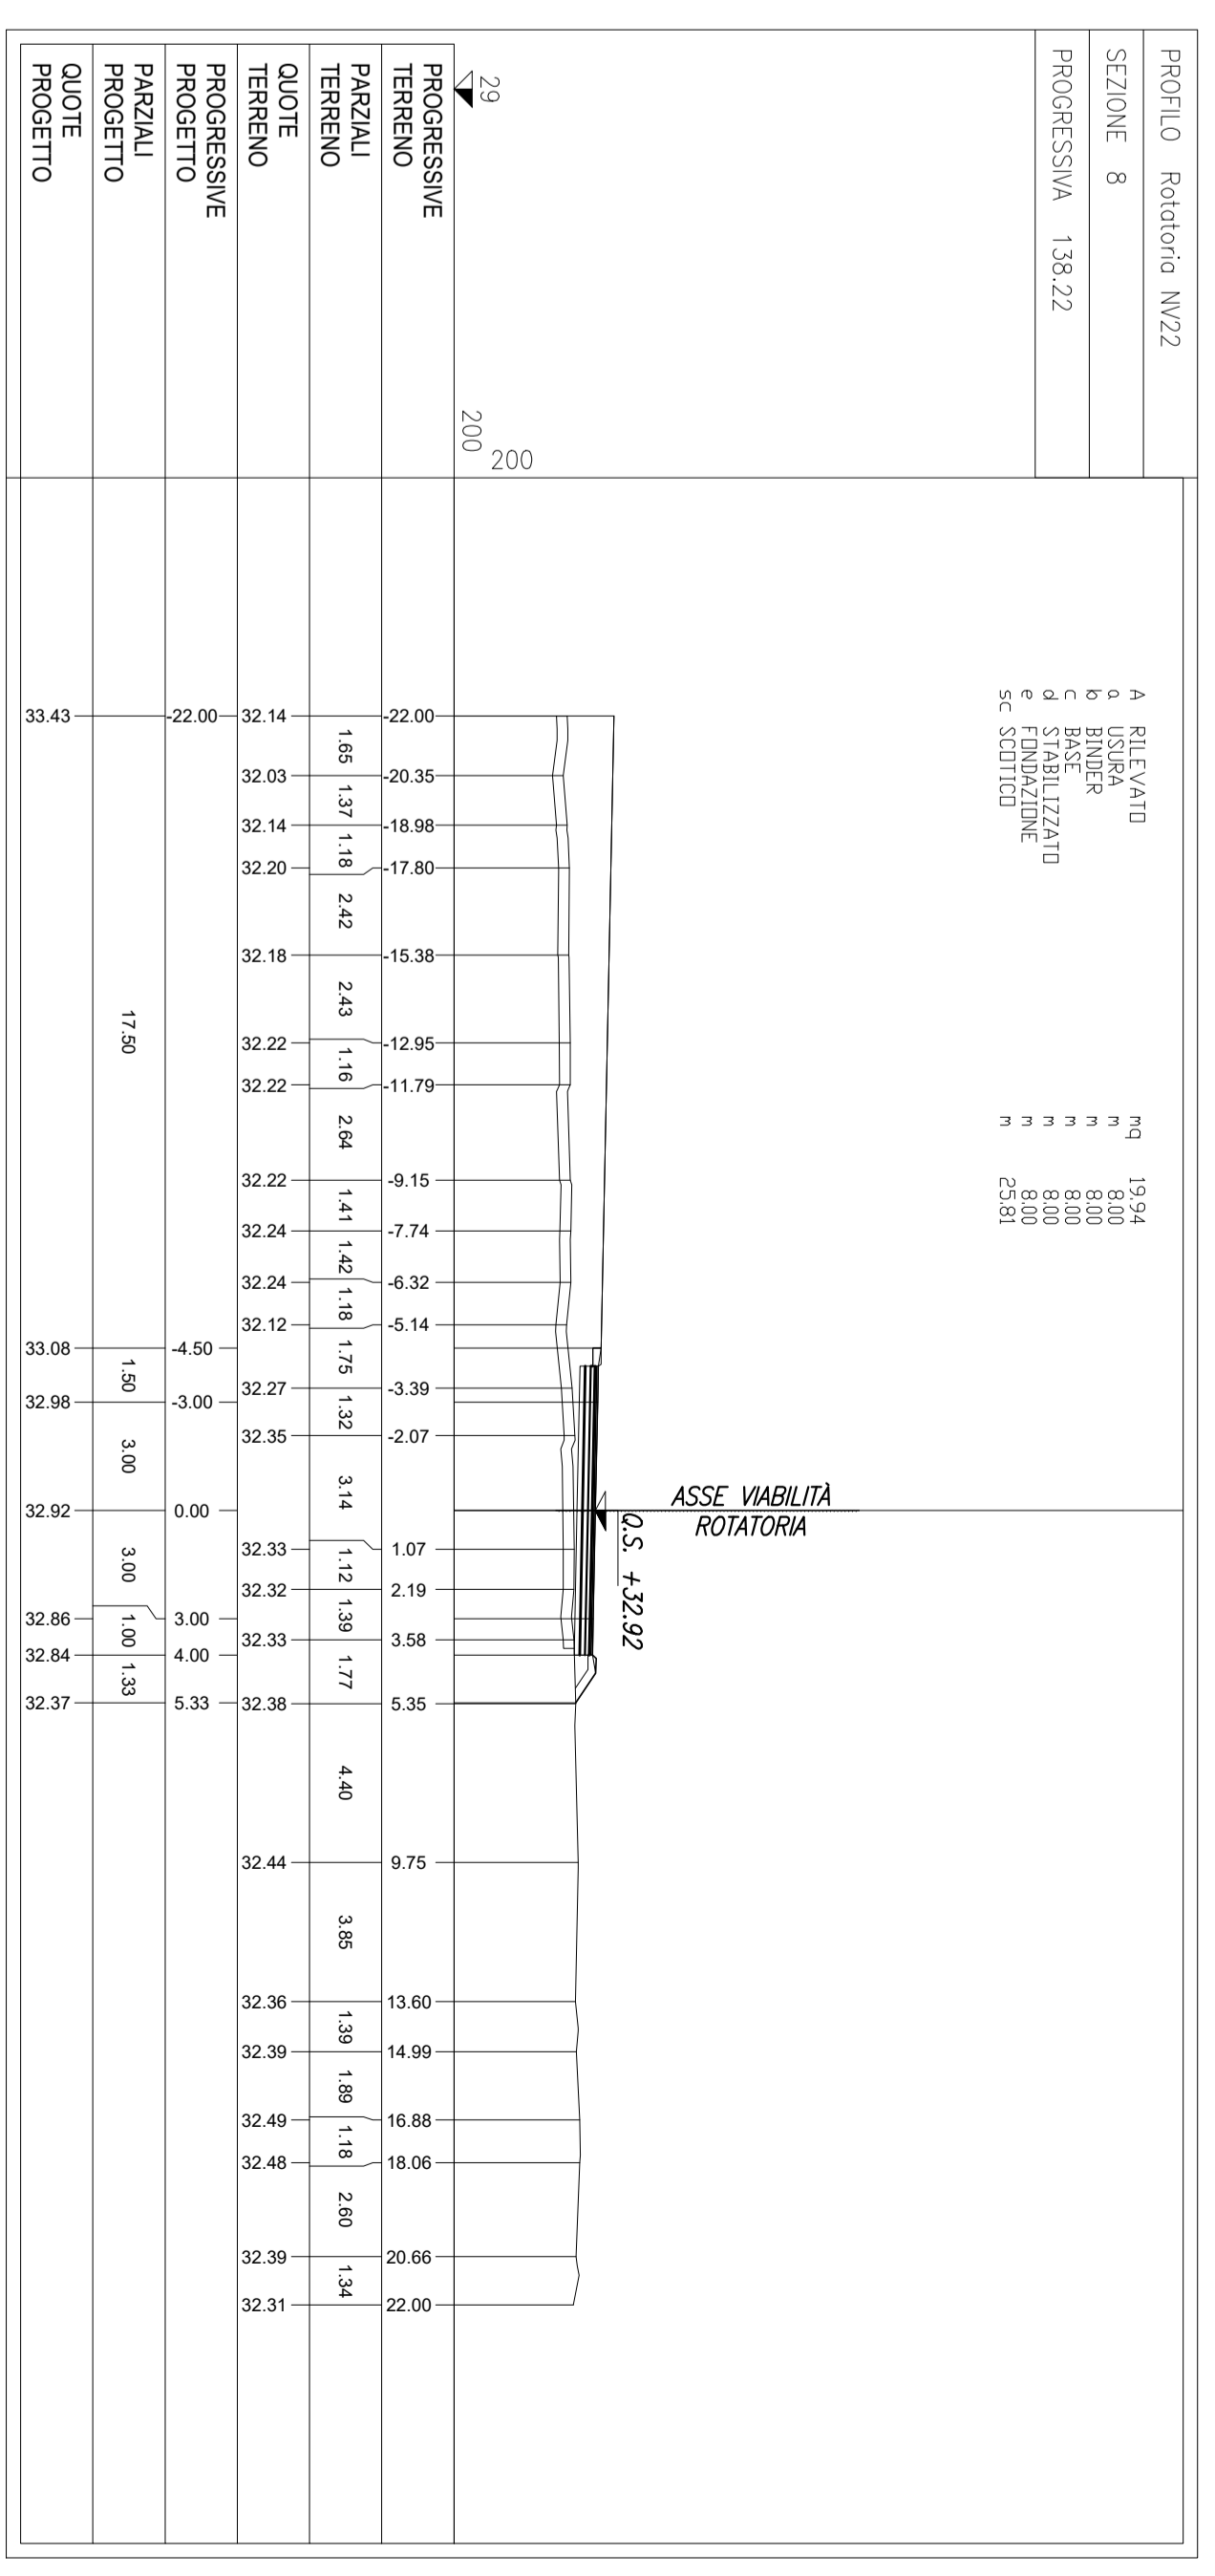 PROFILO Rotatoria NV22
SEZIONE 8
PROGRESSIVA 138.22
A RILEVATO mq 19.94
a USURA m 8.00
b BINDER m 8.00
c BASE m 8.00
d STABILIZZATO m 8.00
e FONDAZIONE m 8.00
sc SCOTICO m 25.81
ASSE VIABILITÀ
ROTATORIA
Q.S. +32.92
29
200
200
PROGRESSIVE
TERRENO
-22.00 -20.35 -18.98 -17.80 -15.38 -12.95 -11.79 -9.15 -7.74 -6.32 -5.14 -3.39 -2.07 1.07 2.19 3.58 5.35 9.75 13.60 14.99 16.88 18.06 20.66 22.00
PARZIALI
TERRENO
1.65 1.37 1.18 2.42 2.43 1.16 2.64 1.41 1.42 1.18 1.75 1.32 3.14 1.12 1.39 1.77 4.40 3.85 1.39 1.89 1.18 2.60 1.34
QUOTE
TERRENO
32.14 32.03 32.14 32.20 32.18 32.22 32.22 32.22 32.24 32.24 32.12 32.27 32.35 32.33 32.32 32.33 32.38 32.44 32.36 32.39 32.49 32.48 32.39 32.31
PROGRESSIVE
PROGETTO
-22.00 -4.50 -3.00 0.00 3.00 4.00 5.33
PARZIALI
PROGETTO
17.50 1.50 3.00 3.00 1.00 1.33
QUOTE
PROGETTO
33.43 33.08 32.98 32.92 32.86 32.84 32.37